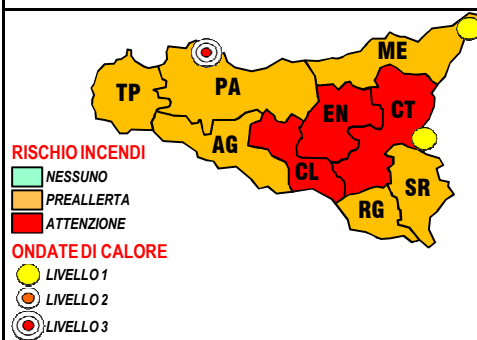 ME
TP
PA
EN
CT
AG
CL
SR
RG
RISCHIO INCENDI
NESSUNO
PREALLERTA
ATTENZIONE
ONDATE DI CALORE
LIVELLO 1
LIVELLO 2
LIVELLO 3